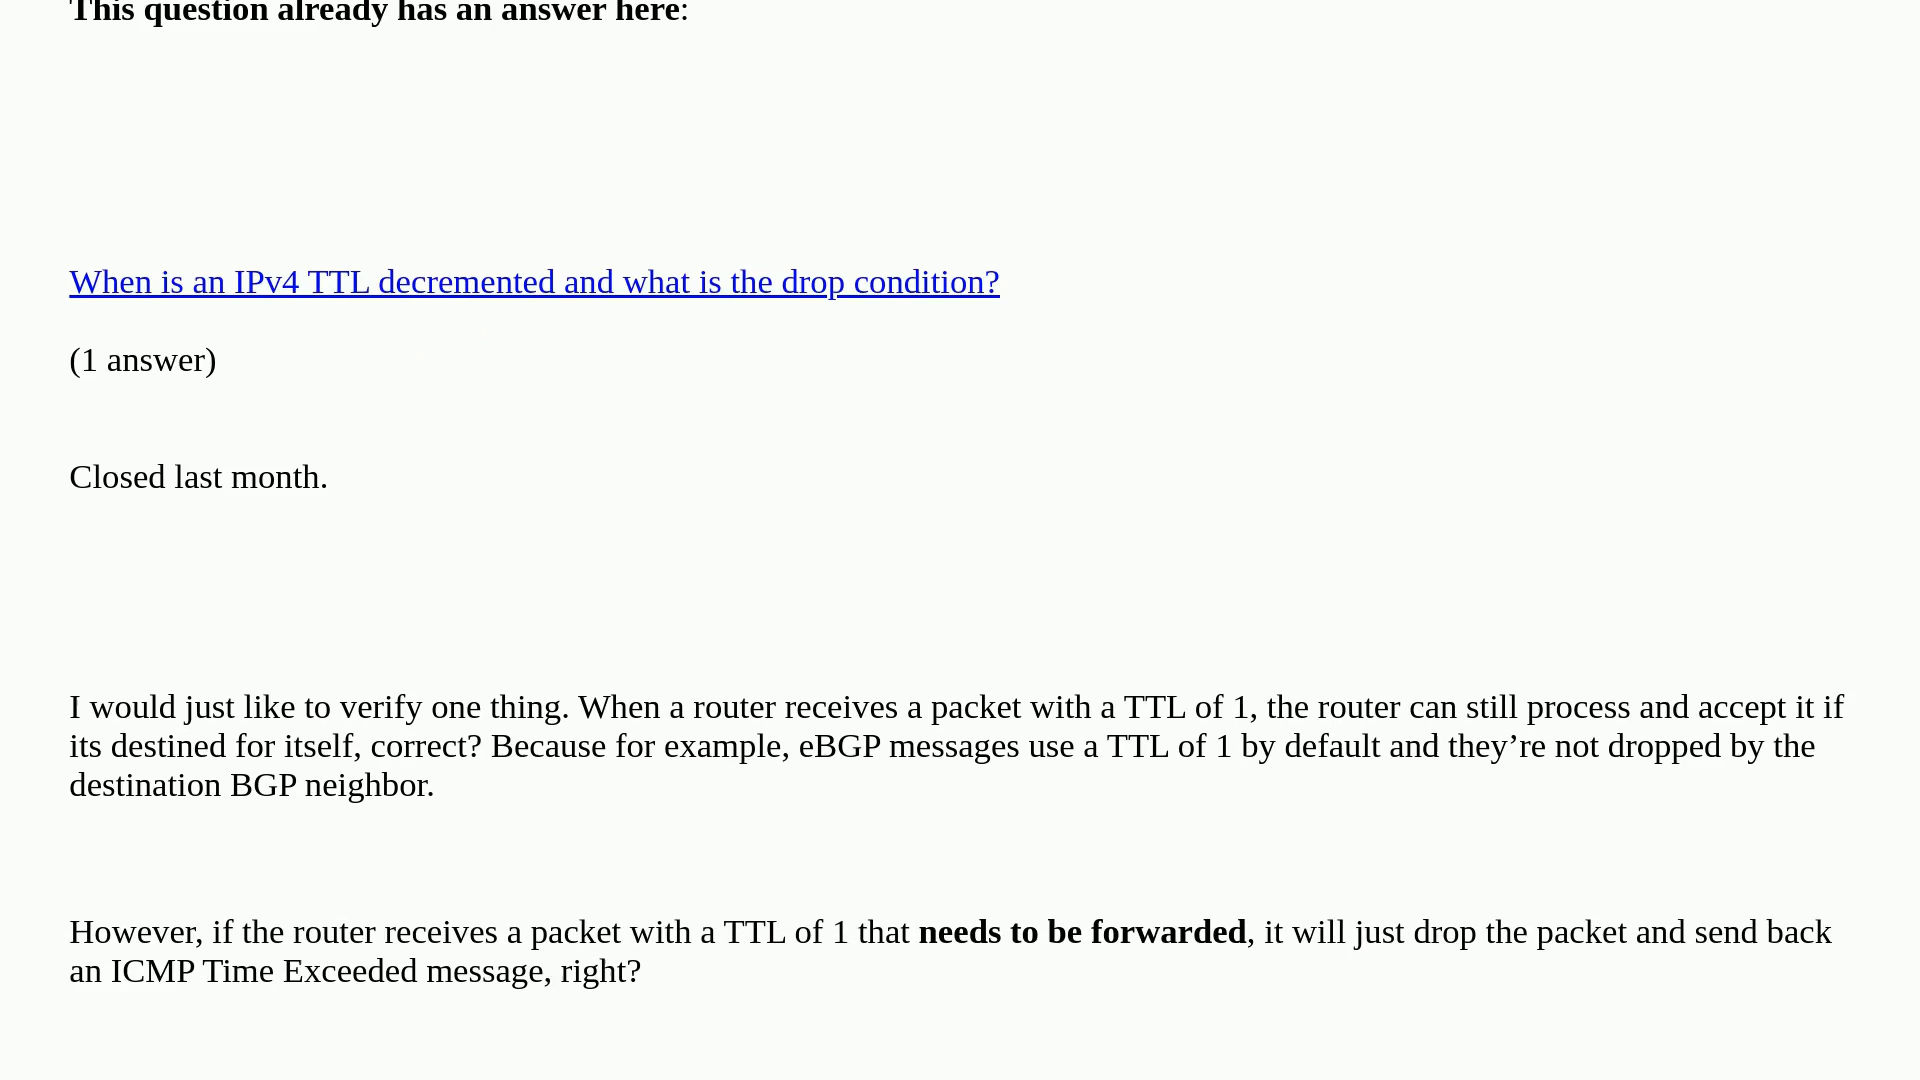 This question already has an answer here:
When is an IPv4 TTL decremented and what is the drop condition?
(1 answer)
Closed last month.
I would just like to verify one thing. When a router receives a packet with a TTL of 1, the router can still process and accept it if
its destined for itself, correct? Because for example, eBGP messages use a TTL of 1 by default and they’re not dropped by the
destination BGP neighbor.
However, if the router receives a packet with a TTL of 1 that needs to be forwarded, it will just drop the packet and send back
an ICMP Time Exceeded message, right?